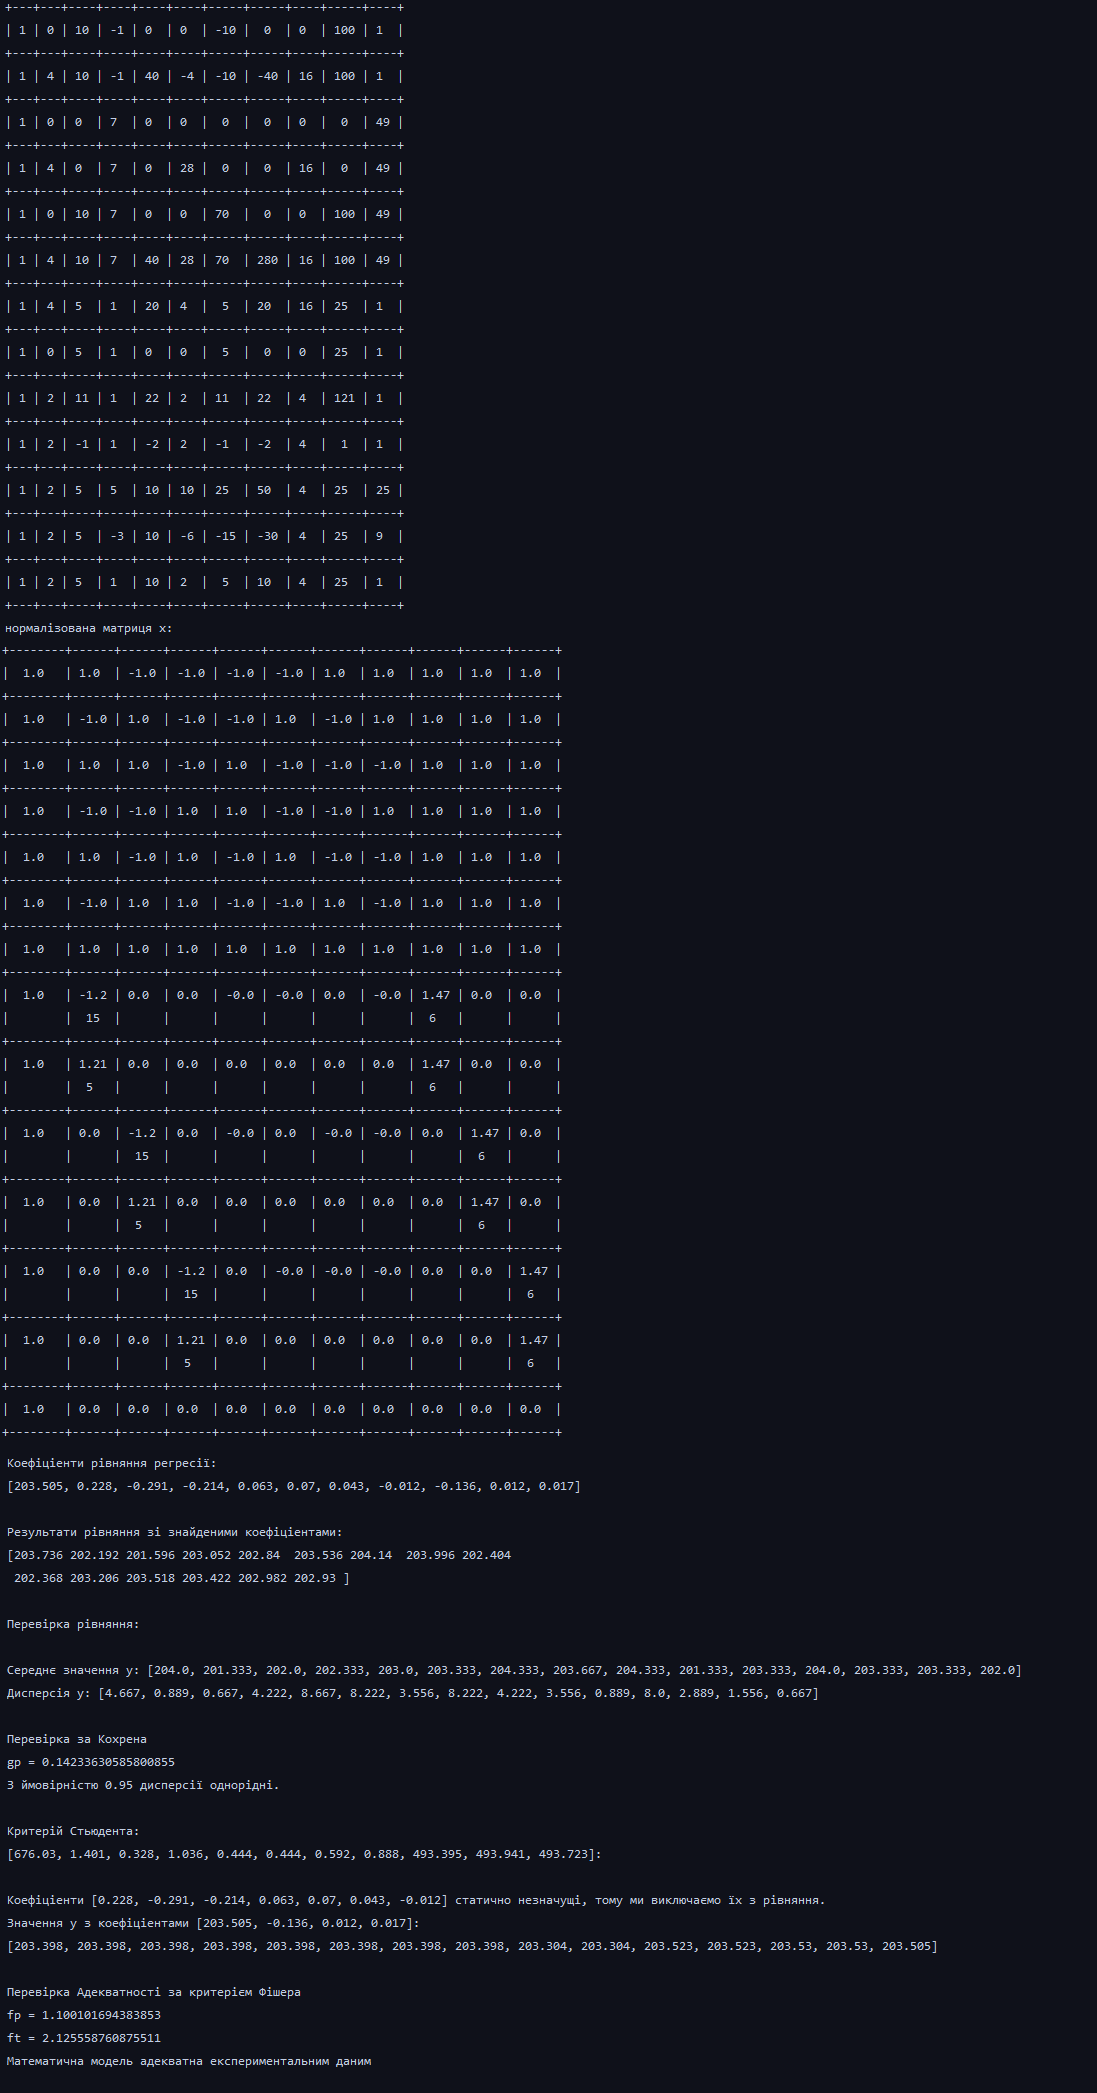 +---+---+----+----+----+----+-----+-----+----+-----+----+
| 1 | 0 | 10 | -1 | 0  | 0  | -10 |  0  | 0  | 100 | 1  |
+---+---+----+----+----+----+-----+-----+----+-----+----+
| 1 | 4 | 10 | -1 | 40 | -4 | -10 | -40 | 16 | 100 | 1  |
+---+---+----+----+----+----+-----+-----+----+-----+----+
| 1 | 0 | 0  | 7  | 0  | 0  |  0  |  0  | 0  |  0  | 49 |
+---+---+----+----+----+----+-----+-----+----+-----+----+
| 1 | 4 | 0  | 7  | 0  | 28 |  0  |  0  | 16 |  0  | 49 |
+---+---+----+----+----+----+-----+-----+----+-----+----+
| 1 | 0 | 10 | 7  | 0  | 0  | 70  |  0  | 0  | 100 | 49 |
+---+---+----+----+----+----+-----+-----+----+-----+----+
| 1 | 4 | 10 | 7  | 40 | 28 | 70  | 280 | 16 | 100 | 49 |
+---+---+----+----+----+----+-----+-----+----+-----+----+
| 1 | 4 | 5  | 1  | 20 | 4  |  5  | 20  | 16 | 25  | 1  |
+---+---+----+----+----+----+-----+-----+----+-----+----+
| 1 | 0 | 5  | 1  | 0  | 0  |  5  |  0  | 0  | 25  | 1  |
+---+---+----+----+----+----+-----+-----+----+-----+----+
| 1 | 2 | 11 | 1  | 22 | 2  | 11  | 22  | 4  | 121 | 1  |
+---+---+----+----+----+----+-----+-----+----+-----+----+
| 1 | 2 | -1 | 1  | -2 | 2  | -1  | -2  | 4  |  1  | 1  |
+---+---+----+----+----+----+-----+-----+----+-----+----+
| 1 | 2 | 5  | 5  | 10 | 10 | 25  | 50  | 4  | 25  | 25 |
+---+---+----+----+----+----+-----+-----+----+-----+----+
| 1 | 2 | 5  | -3 | 10 | -6 | -15 | -30 | 4  | 25  | 9  |
+---+---+----+----+----+----+-----+-----+----+-----+----+
| 1 | 2 | 5  | 1  | 10 | 2  |  5  | 10  | 4  | 25  | 1  |
+---+---+----+----+----+----+-----+-----+----+-----+----+
нормалізована матриця x:
+--------+------+------+------+------+------+------+------+------+------+------+
|  1.0   | 1.0  | -1.0 | -1.0 | -1.0 | -1.0 | 1.0  | 1.0  | 1.0  | 1.0  | 1.0  |
+--------+------+------+------+------+------+------+------+------+------+------+
|  1.0   | -1.0 | 1.0  | -1.0 | -1.0 | 1.0  | -1.0 | 1.0  | 1.0  | 1.0  | 1.0  |
+--------+------+------+------+------+------+------+------+------+------+------+
|  1.0   | 1.0  | 1.0  | -1.0 | 1.0  | -1.0 | -1.0 | -1.0 | 1.0  | 1.0  | 1.0  |
+--------+------+------+------+------+------+------+------+------+------+------+
|  1.0   | -1.0 | -1.0 | 1.0  | 1.0  | -1.0 | -1.0 | 1.0  | 1.0  | 1.0  | 1.0  |
+--------+------+------+------+------+------+------+------+------+------+------+
|  1.0   | 1.0  | -1.0 | 1.0  | -1.0 | 1.0  | -1.0 | -1.0 | 1.0  | 1.0  | 1.0  |
+--------+------+------+------+------+------+------+------+------+------+------+
|  1.0   | -1.0 | 1.0  | 1.0  | -1.0 | -1.0 | 1.0  | -1.0 | 1.0  | 1.0  | 1.0  |
+--------+------+------+------+------+------+------+------+------+------+------+
|  1.0   | 1.0  | 1.0  | 1.0  | 1.0  | 1.0  | 1.0  | 1.0  | 1.0  | 1.0  | 1.0  |
+--------+------+------+------+------+------+------+------+------+------+------+
|  1.0   | -1.2 | 0.0  | 0.0  | -0.0 | -0.0 | 0.0  | -0.0 | 1.47 | 0.0  | 0.0  |
|        |  15  |      |      |      |      |      |      |  6   |      |      |
+--------+------+------+------+------+------+------+------+------+------+------+
|  1.0   | 1.21 | 0.0  | 0.0  | 0.0  | 0.0  | 0.0  | 0.0  | 1.47 | 0.0  | 0.0  |
|        |  5   |      |      |      |      |      |      |  6   |      |      |
+--------+------+------+------+------+------+------+------+------+------+------+
|  1.0   | 0.0  | -1.2 | 0.0  | -0.0 | 0.0  | -0.0 | -0.0 | 0.0  | 1.47 | 0.0  |
|        |      |  15  |      |      |      |      |      |      |  6   |      |
+--------+------+------+------+------+------+------+------+------+------+------+
|  1.0   | 0.0  | 1.21 | 0.0  | 0.0  | 0.0  | 0.0  | 0.0  | 0.0  | 1.47 | 0.0  |
|        |      |  5   |      |      |      |      |      |      |  6   |      |
+--------+------+------+------+------+------+------+------+------+------+------+
|  1.0   | 0.0  | 0.0  | -1.2 | 0.0  | -0.0 | -0.0 | -0.0 | 0.0  | 0.0  | 1.47 |
|        |      |      |  15  |      |      |      |      |      |      |  6   |
+--------+------+------+------+------+------+------+------+------+------+------+
|  1.0   | 0.0  | 0.0  | 1.21 | 0.0  | 0.0  | 0.0  | 0.0  | 0.0  | 0.0  | 1.47 |
|        |      |      |  5   |      |      |      |      |      |      |  6   |
+--------+------+------+------+------+------+------+------+------+------+------+
|  1.0   | 0.0  | 0.0  | 0.0  | 0.0  | 0.0  | 0.0  | 0.0  | 0.0  | 0.0  | 0.0  |
+--------+------+------+------+------+------+------+------+------+------+------+
Коефіціенти рівняння регресії:
[203.505, 0.228, -0.291, -0.214, 0.063, 0.07, 0.043, -0.012, -0.136, 0.012, 0.017]
Результати рівняння зі знайденими коефіціентами:
[203.736 202.192 201.596 203.052 202.84  203.536 204.14  203.996 202.404
 202.368 203.206 203.518 203.422 202.982 202.93 ]
Перевірка рівняння:
Середнє значення y: [204.0, 201.333, 202.0, 202.333, 203.0, 203.333, 204.333, 203.667, 204.333, 201.333, 203.333, 204.0, 203.333, 203.333, 202.0]
Дисперсія y: [4.667, 0.889, 0.667, 4.222, 8.667, 8.222, 3.556, 8.222, 4.222, 3.556, 0.889, 8.0, 2.889, 1.556, 0.667]
Перевірка за Кохрена
gp = 0.14233630585800855
З ймовірністю 0.95 дисперсії однорідні.
Критерій Стьюдента:
[676.03, 1.401, 0.328, 1.036, 0.444, 0.444, 0.592, 0.888, 493.395, 493.941, 493.723]:
Коефіціенти [0.228, -0.291, -0.214, 0.063, 0.07, 0.043, -0.012] статично незначущі, тому ми виключаємо їх з рівняння.
Значення y з коефіціентами [203.505, -0.136, 0.012, 0.017]:
[203.398, 203.398, 203.398, 203.398, 203.398, 203.398, 203.398, 203.398, 203.304, 203.304, 203.523, 203.523, 203.53, 203.53, 203.505]
Перевірка Адекватності за критерієм Фішера
fp = 1.100101694383853
ft = 2.125558760875511
Математична модель адекватна експериментальним даним